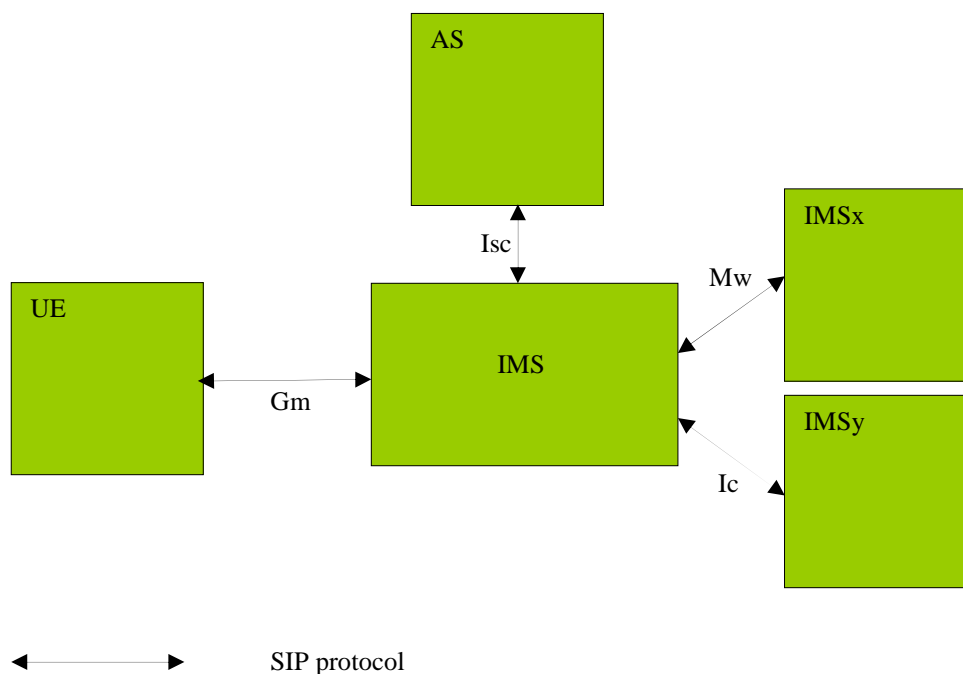 AS
Isc
IMSx
Mw
UE
IMS
Gm
IMSy
Ic
SIP protocol